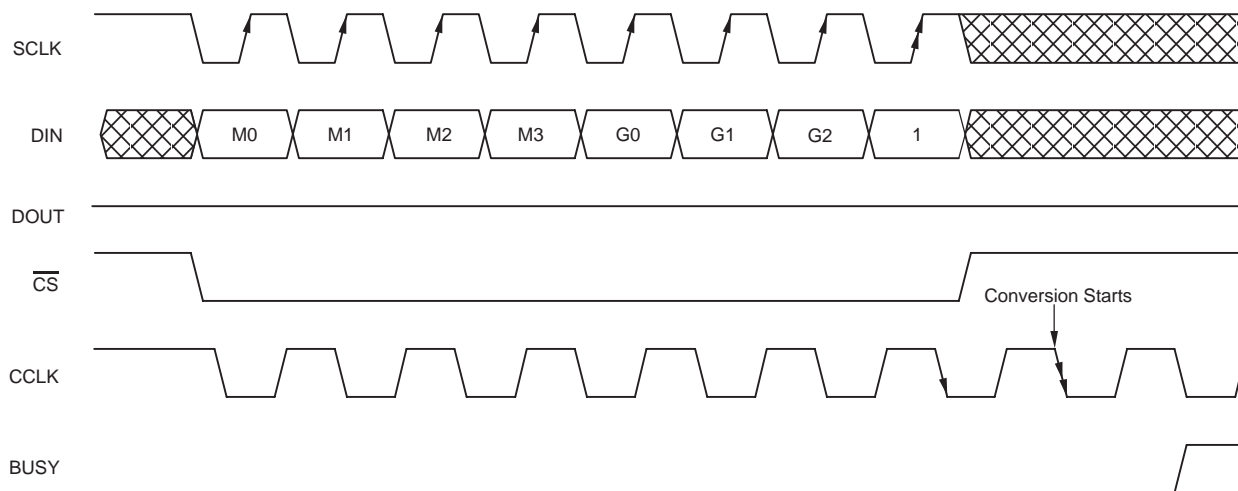 SCLK
DIN M0 M1 M2 M3 G0 G1 G2 1
DOUT
CS
Conversion Starts
CCLK
BUSY